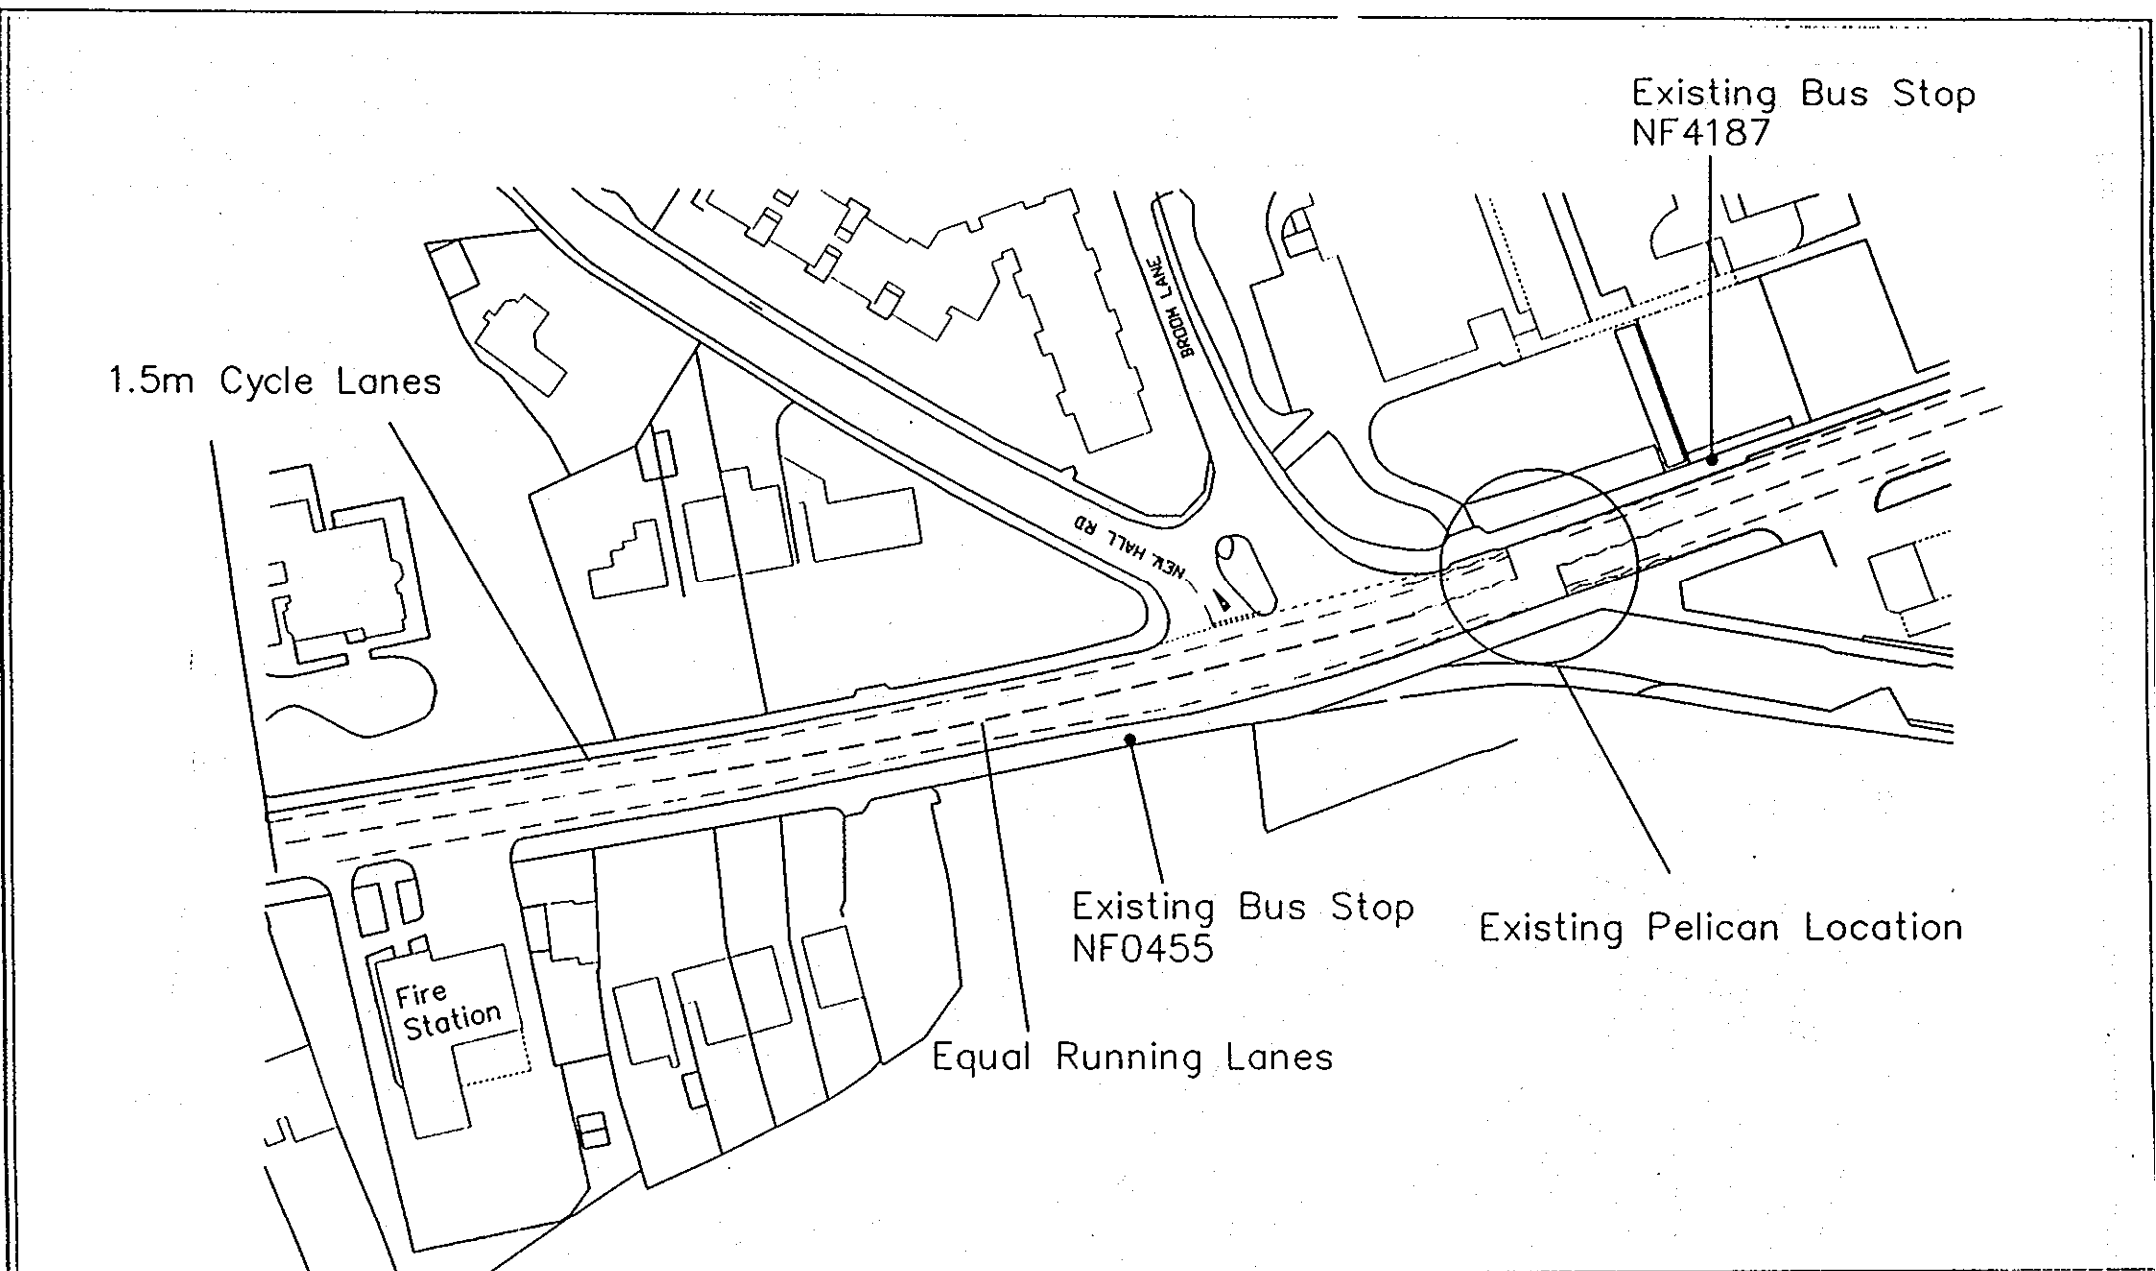 Existing Bus Stop
NF4187
BROOM LANE
1.5m Cycle Lanes
NEW HALL RD
Existing Bus Stop
NF0455
Existing Pelican Location
Fire
Station
Equal Running Lanes